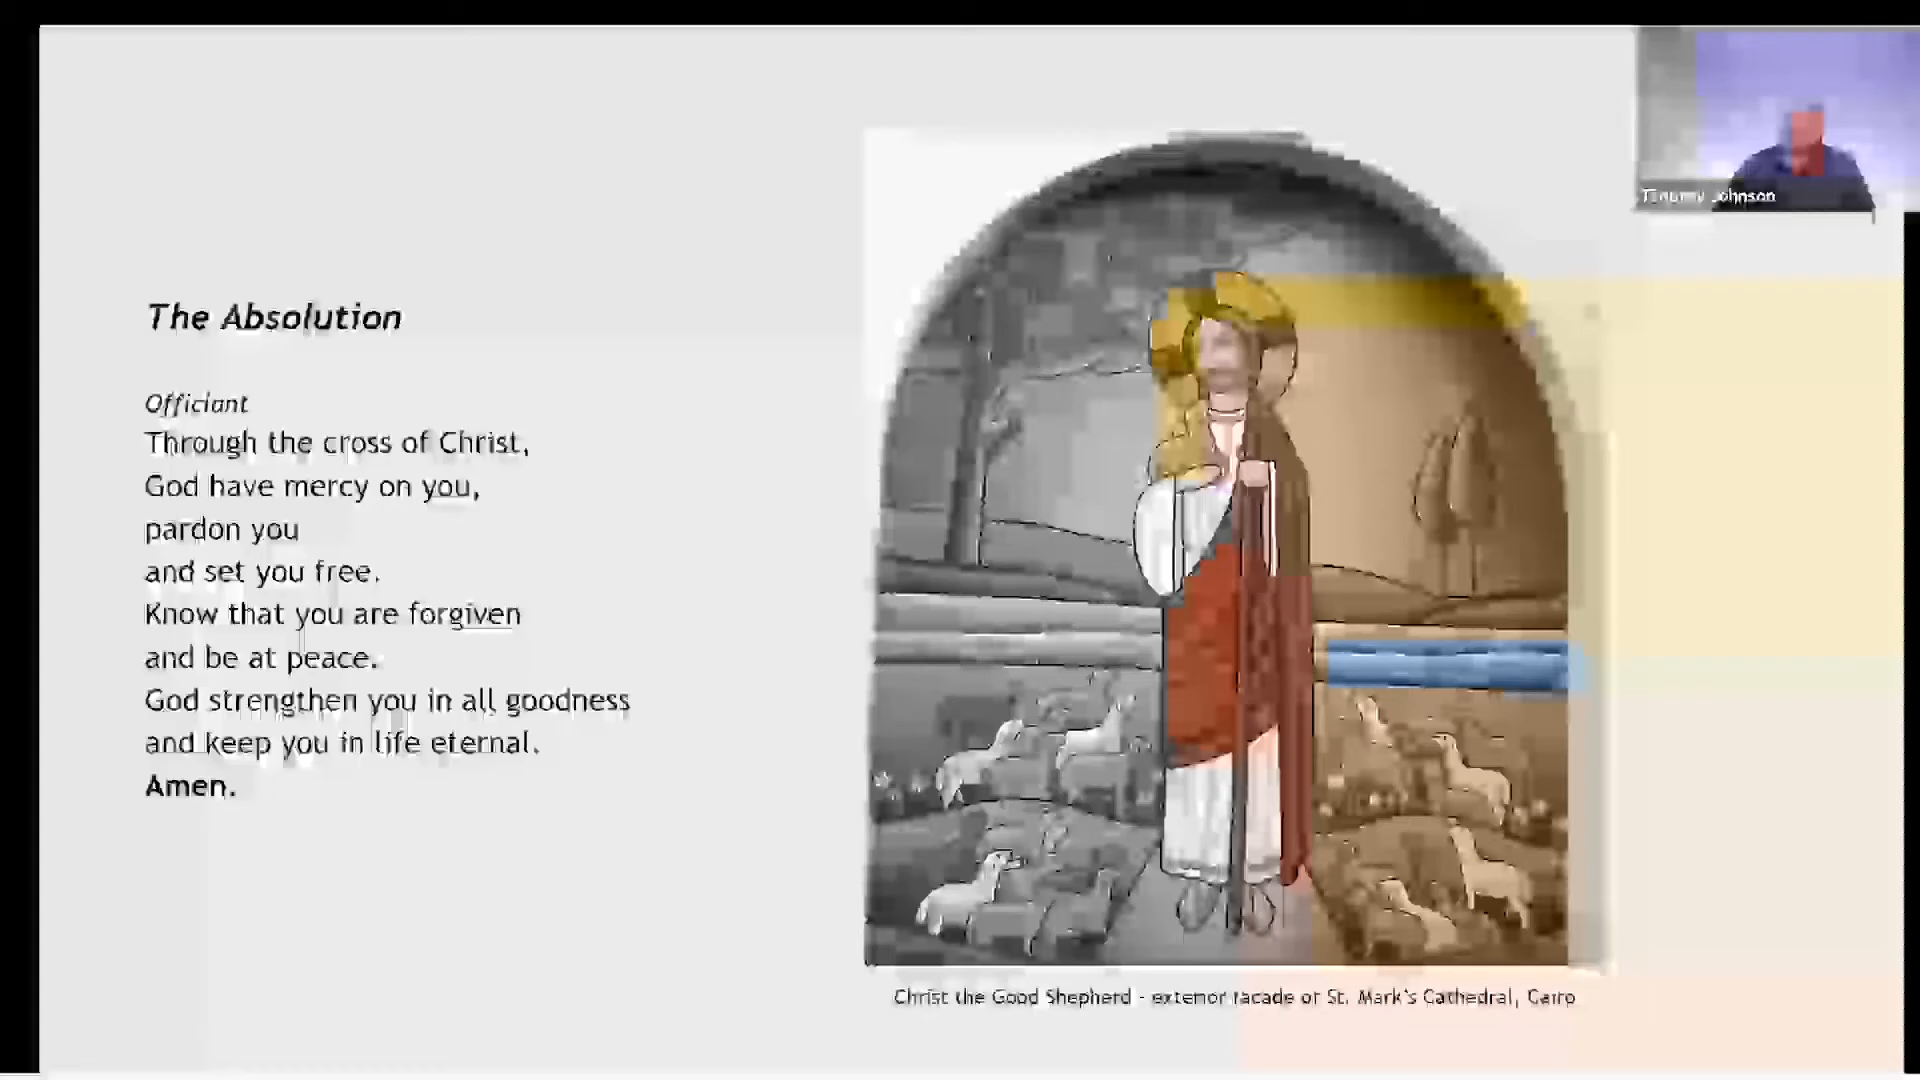 The Absolution
Officiant
Through the cross of Christ,
God have mercy on you,
pardon you
and set you free.
Know that you are forgiven
and be at peace.
God strengthen you in all goodness
and keep you in life eternal.
Amen.
Christ the Good Shepherd - exterior facade of St. Mark's Cathedral, Cairo
Johnson